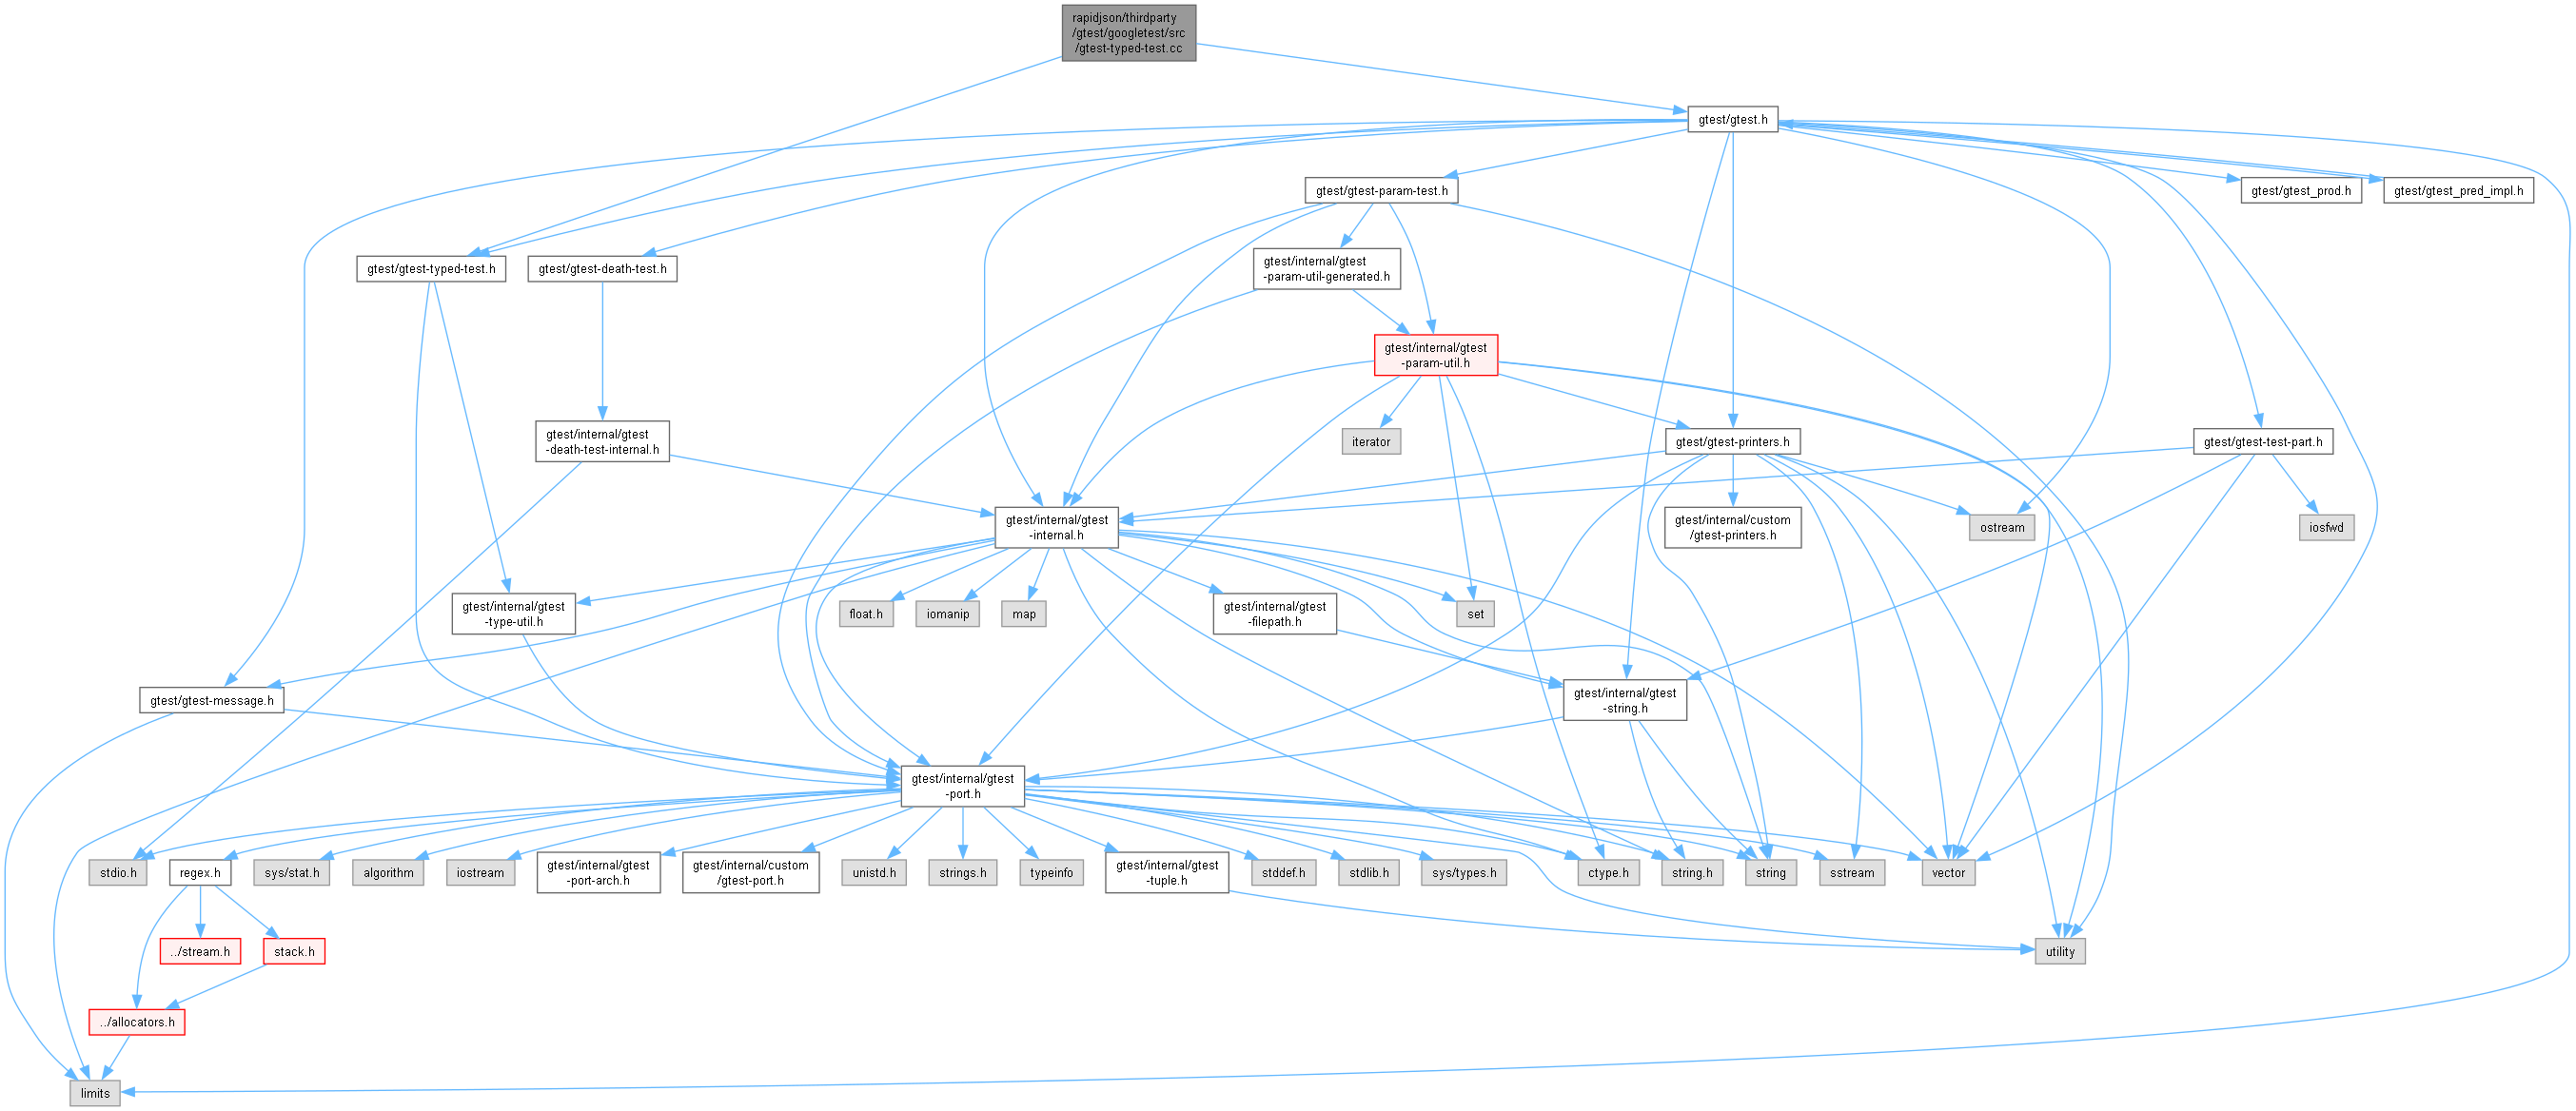 rapidjson/thirdparty
/gtest/googletest/src
/gtest-typed-test.cc
gtest/gtest.h
gtest/gtest-param-test.h
gtest/gtest_prod.h
gtest/gtest_pred_impl.h
gtest/gtest-typed-test.h
gtest/gtest-death-test.h
gtest/internal/gtest
-param-util-generated.h
gtest/internal/gtest
-param-util.h
gtest/internal/gtest
-death-test-internal.h
iterator
gtest/gtest-printers.h
gtest/gtest-test-part.h
gtest/internal/gtest
-internal.h
gtest/internal/custom
/gtest-printers.h
ostream
iosfwd
gtest/internal/gtest
-type-util.h
float.h
iomanip
map
gtest/internal/gtest
-filepath.h
set
gtest/gtest-message.h
gtest/internal/gtest
-string.h
gtest/internal/gtest
-port.h
stdio.h
regex.h
sys/stat.h
algorithm
iostream
gtest/internal/gtest
-port-arch.h
gtest/internal/custom
/gtest-port.h
unistd.h
strings.h
typeinfo
gtest/internal/gtest
-tuple.h
stddef.h
stdlib.h
sys/types.h
ctype.h
string.h
string
sstream
vector
../stream.h
stack.h
utility
../allocators.h
limits